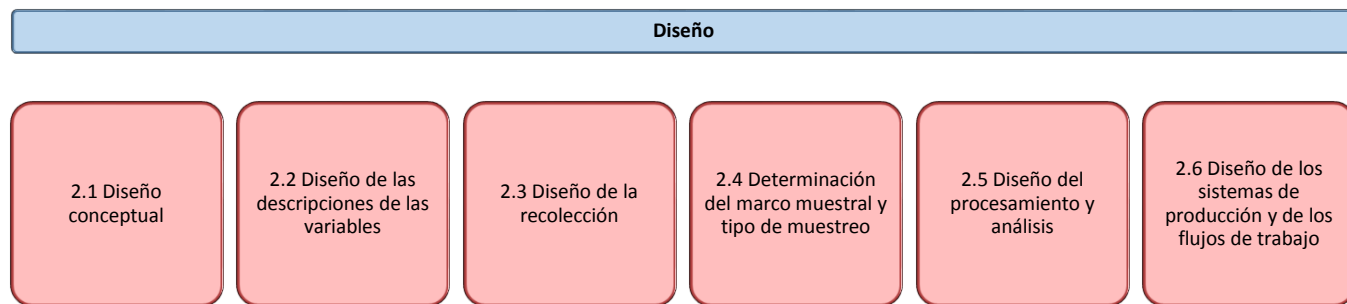 Diseño
2.1 Diseño
conceptual
2.2 Diseño de las
descripciones de las
variables
2.3 Diseño de la
recolección
2.4 Determinación
del marco muestral y
tipo de muestreo
2.5 Diseño del
procesamiento y
análisis
2.6 Diseño de los
sistemas de
producción y de los
flujos de trabajo